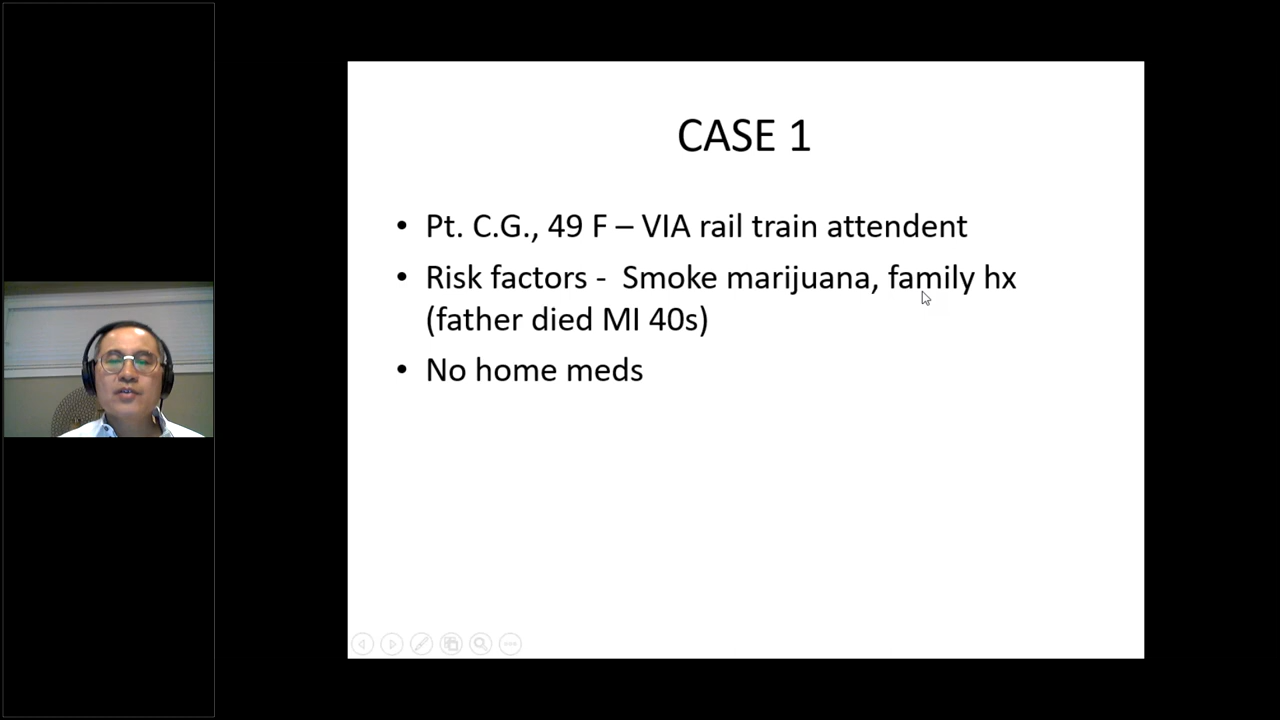 CASE 1
• Pt. C.G., 49 F – VIA rail train attendent
• Risk factors -  Smoke marijuana, family hx
(father died MI 40s)
• No home meds